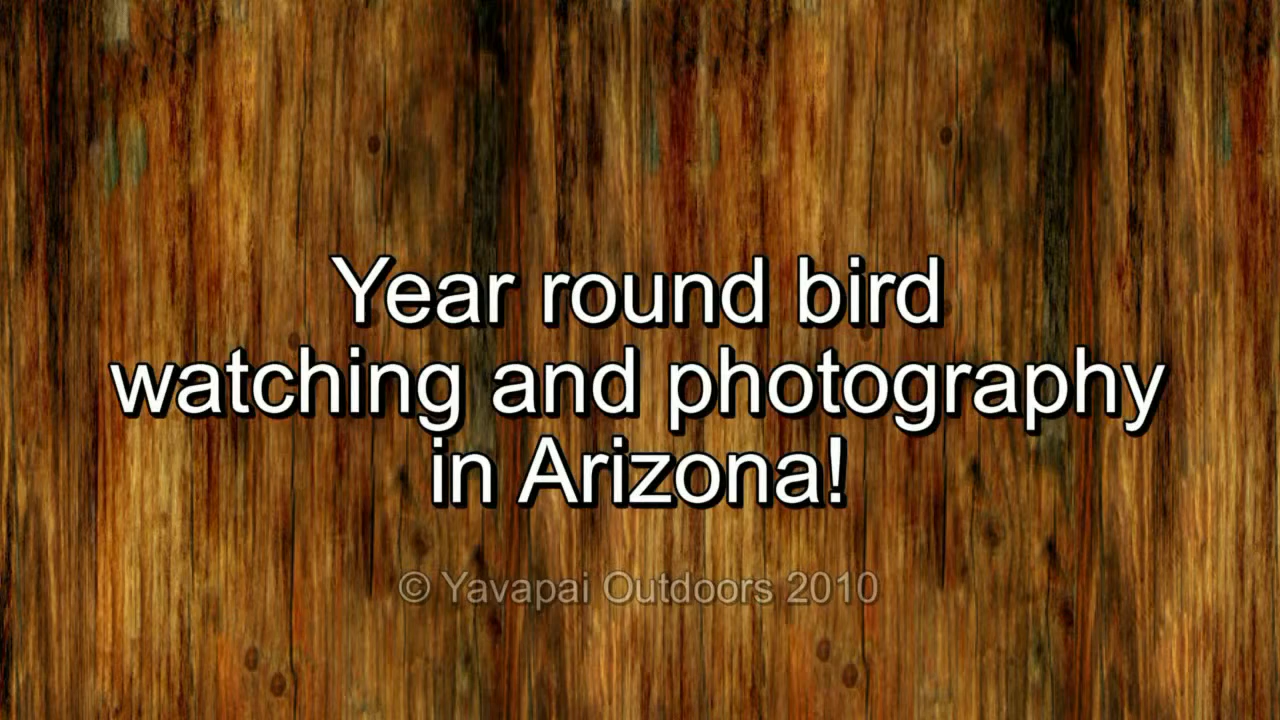 Year round bird
watching and photography
in Arizona!
© Yavapai Outdoors 2010